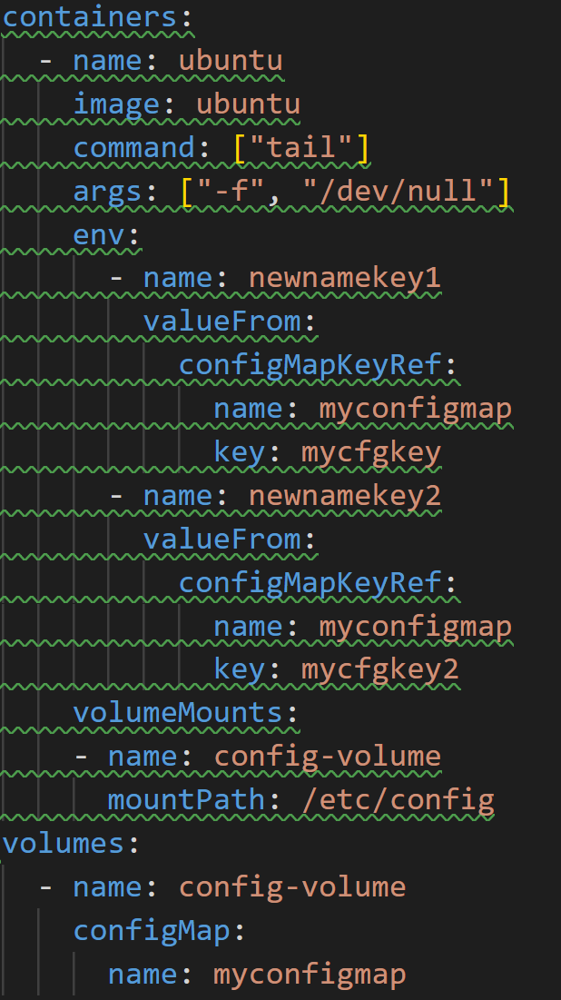 containers:
  - name: ubuntu
    image: ubuntu
    command: ["tail"]
    args: ["-f", "/dev/null"]
    env:
      - name: newnamekey1
        valueFrom:
          configMapKeyRef:
            name: myconfigmap
            key: mycfgkey
      - name: newnamekey2
        valueFrom:
          configMapKeyRef:
            name: myconfigmap
            key: mycfgkey2
    volumeMounts:
    - name: config-volume
      mountPath: /etc/config
volumes:
  - name: config-volume
    configMap:
      name: myconfigmap